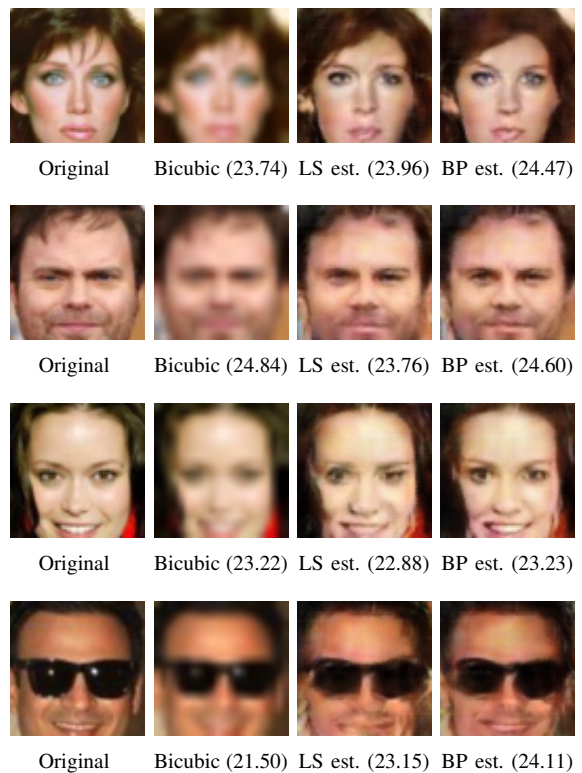 Original Bicubic (23.74) LS est. (23.96) BP est. (24.47)
Original Bicubic (24.84) LS est. (23.76) BP est. (24.60)
Original Bicubic (23.22) LS est. (22.88) BP est. (23.23)
Original Bicubic (21.50) LS est. (23.15) BP est. (24.11)